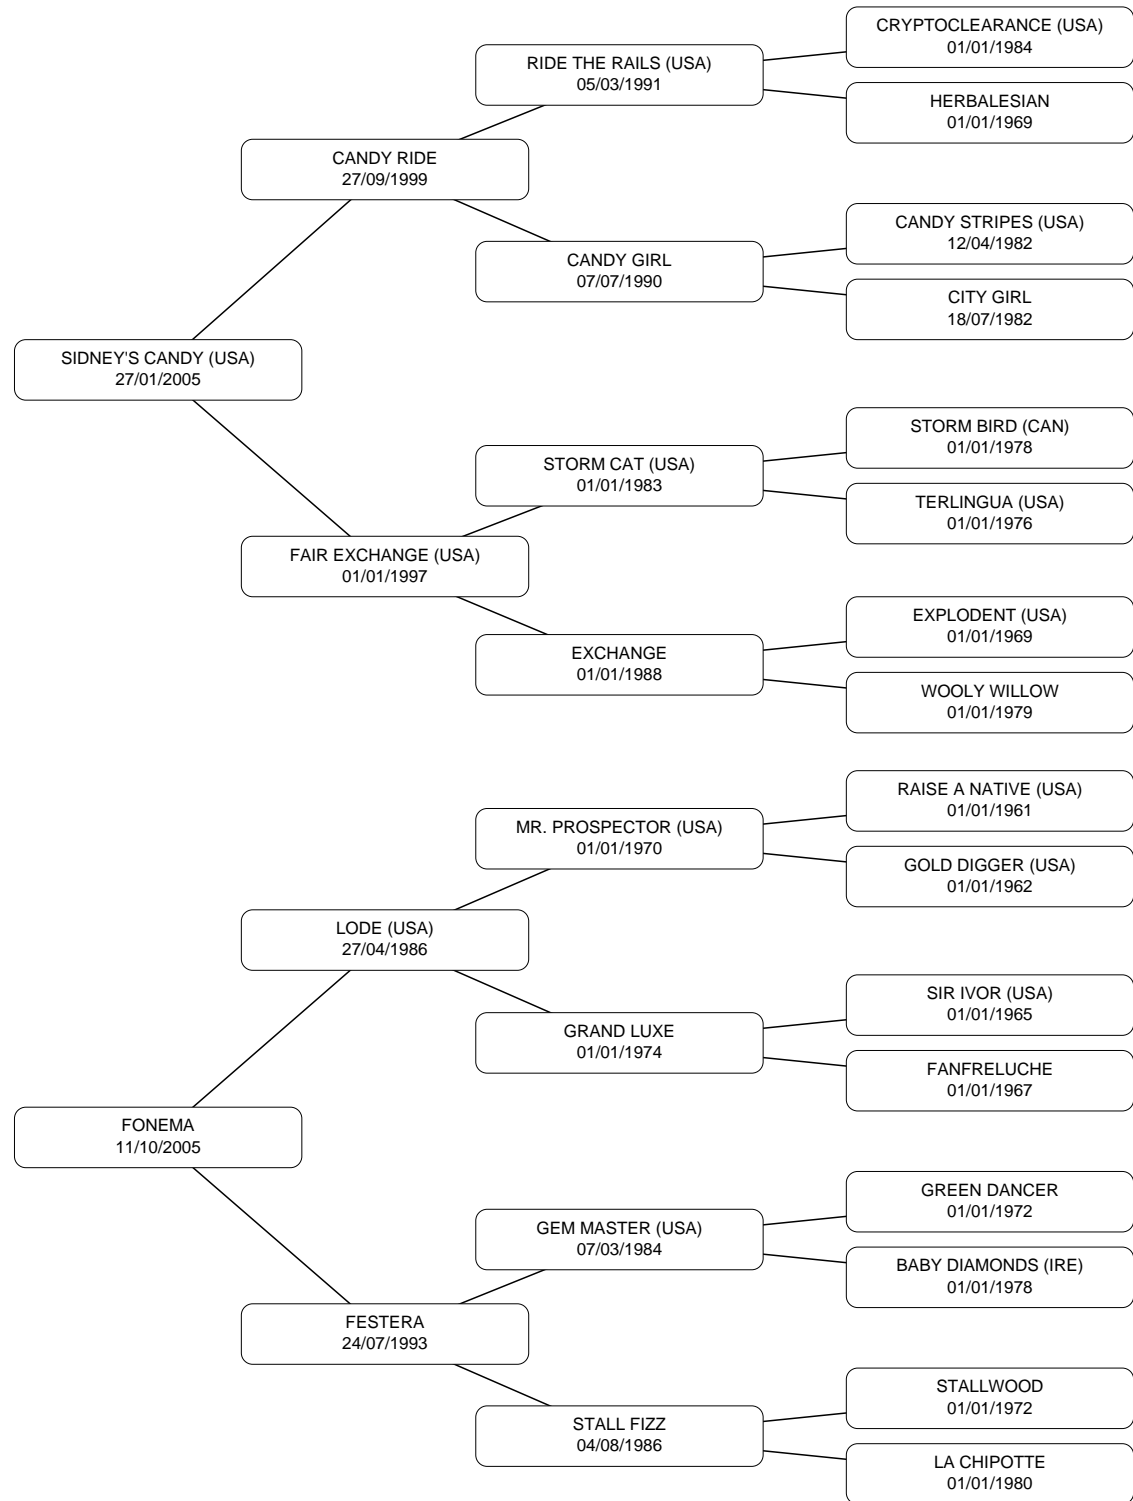 CRYPTOCLEARANCE (USA)
01/01/1984
RIDE THE RAILS (USA)
05/03/1991
HERBALESIAN
01/01/1969
CANDY RIDE
27/09/1999
CANDY STRIPES (USA)
12/04/1982
CANDY GIRL
07/07/1990
CITY GIRL
18/07/1982
SIDNEY'S CANDY (USA)
27/01/2005
STORM BIRD (CAN)
01/01/1978
STORM CAT (USA)
01/01/1983
TERLINGUA (USA)
01/01/1976
FAIR EXCHANGE (USA)
01/01/1997
EXPLODENT (USA)
01/01/1969
EXCHANGE
01/01/1988
WOOLY WILLOW
01/01/1979
RAISE A NATIVE (USA)
01/01/1961
MR. PROSPECTOR (USA)
01/01/1970
GOLD DIGGER (USA)
01/01/1962
LODE (USA)
27/04/1986
SIR IVOR (USA)
01/01/1965
GRAND LUXE
01/01/1974
FANFRELUCHE
01/01/1967
FONEMA
11/10/2005
GREEN DANCER
01/01/1972
GEM MASTER (USA)
07/03/1984
BABY DIAMONDS (IRE)
01/01/1978
FESTERA
24/07/1993
STALLWOOD
01/01/1972
STALL FIZZ
04/08/1986
LA CHIPOTTE
01/01/1980